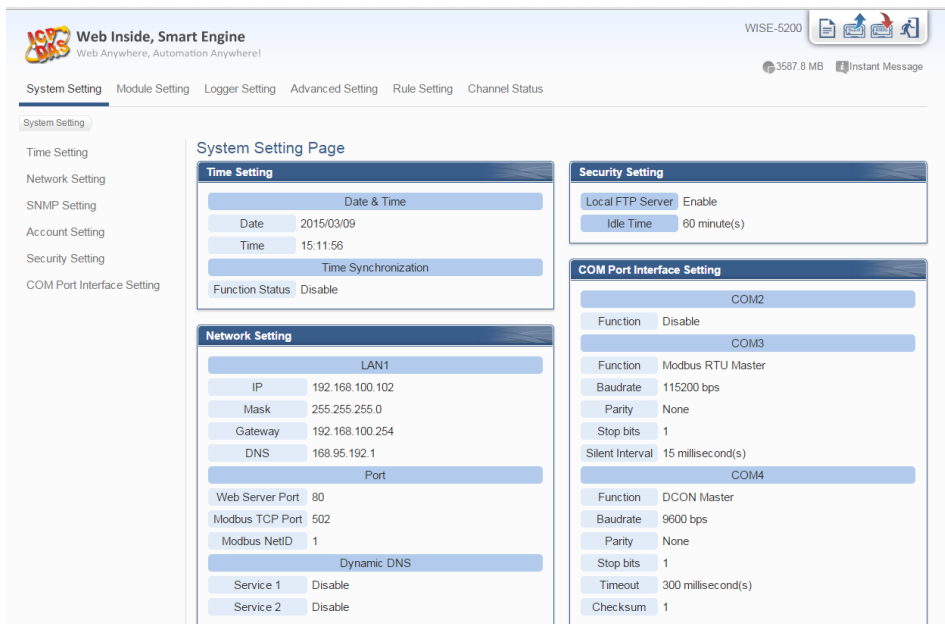 ICP DAS
Web Inside, Smart Engine
Web Anywhere, Automation Anywhere!
WISE-5200
3587.8 MB Instant Message
System Setting Module Setting Logger Setting Advanced Setting Rule Setting Channel Status
System Setting
Time Setting
Network Setting
SNMP Setting
Account Setting
Security Setting
COM Port Interface Setting
System Setting Page
Time Setting
Date & Time
Date 2015/03/09
Time 15:11:56
Time Synchronization
Function Status Disable
Network Setting
LAN1
IP 192.168.100.102
Mask 255.255.255.0
Gateway 192.168.100.254
DNS 168.95.192.1
Port
Web Server Port 80
Modbus TCP Port 502
Modbus NetID 1
Dynamic DNS
Service 1 Disable
Service 2 Disable
Security Setting
Local FTP Server Enable
Idle Time 60 minute(s)
COM Port Interface Setting
COM2
Function Disable
COM3
Function Modbus RTU Master
Baudrate 115200 bps
Parity None
Stop bits 1
Silent Interval 15 millisecond(s)
COM4
Function DCON Master
Baudrate 9600 bps
Parity None
Stop bits 1
Timeout 300 millisecond(s)
Checksum 1